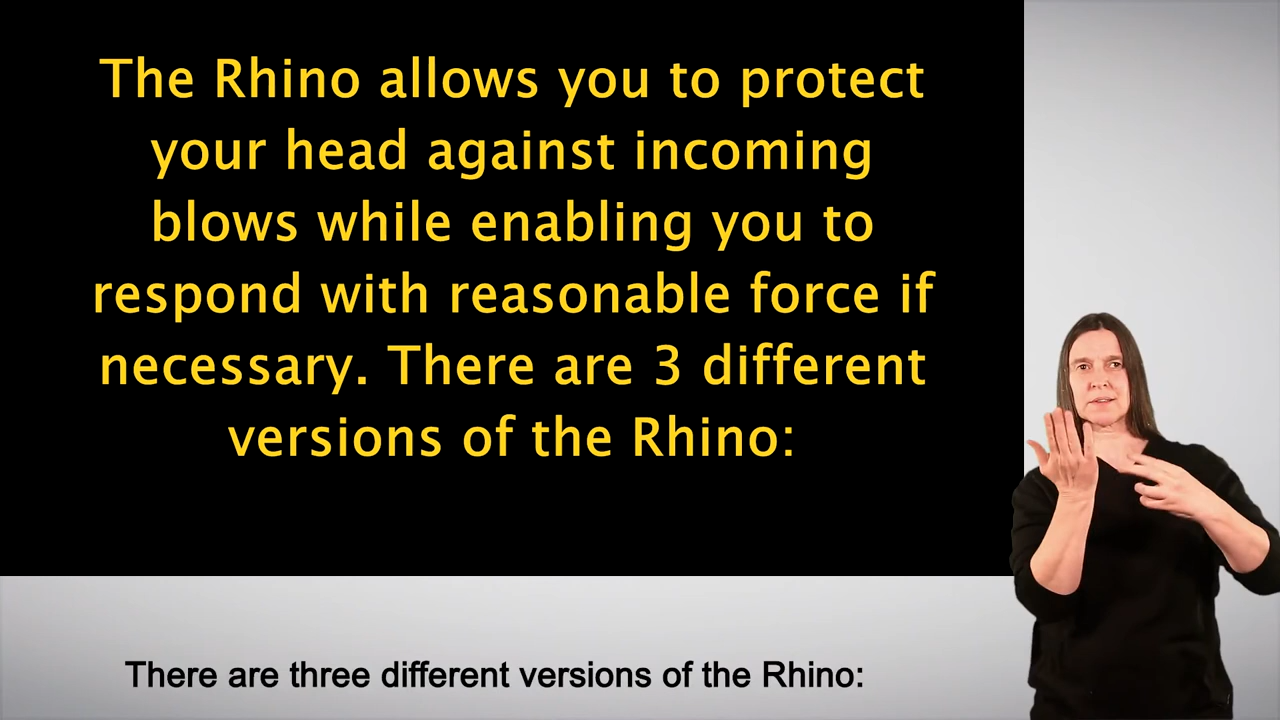 The Rhino allows you to protect
your head against incoming
blows while enabling you to
respond with reasonable force if
necessary. There are 3 different
versions of the Rhino:
There are three different versions of the Rhino: